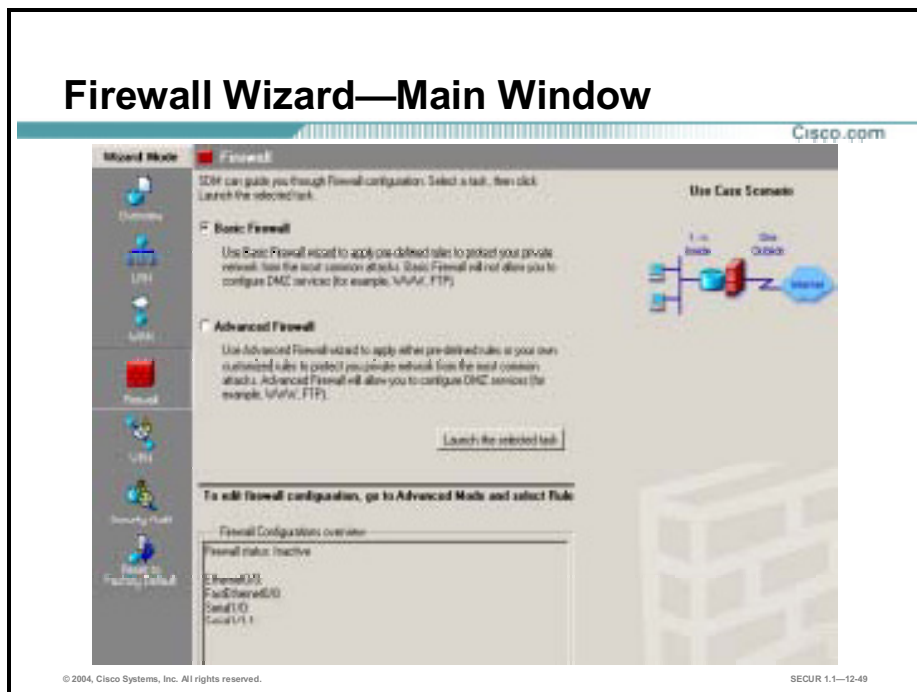 Firewall Wizard—Main Window
Cisco.com
Wizard Mode
Firewall
SDM can guide you through Firewall configuration. Select a task, then click
Launch the selected task.
Use Case Scenario
Overview
Basic Firewall
Use Basic Firewall wizard to apply pre-defined rules to protect your private
network from the most common attacks. Basic Firewall will not allow you to
configure DMZ services (for example, WWW, FTP)
LAN
Inside
Outside
Internet
WAN
Advanced Firewall
Use Advanced Firewall wizard to apply either pre-defined rules or your own
customized rules to protect you private network from the most common
attacks. Advanced Firewall will allow you to configure DMZ services (for
example, WWW, FTP).
Firewall
Launch the selected task
VPN
To edit firewall configuration, go to Advanced Mode and select Rule
Security Audit
Firewall Configurations overview
Firewall status: Inactive
Reset to
Factory Default
Ethernet0/0:
FastEthernet0/0:
Serial1/0:
Serial1/1.1:
© 2004, Cisco Systems, Inc. All rights reserved.
SECUR 1.1—12-49